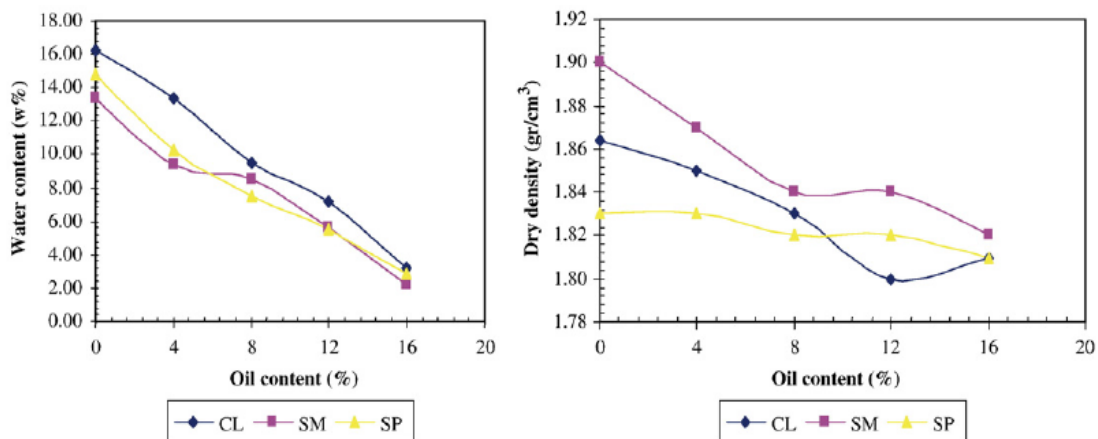 18.00
16.00
14.00
12.00
10.00
8.00
6.00
4.00
2.00
0.00
Water content (w%)
0 4 8 12 16 20
Oil content (%)
CL SM SP
1.92
1.90
1.88
1.86
1.84
1.82
1.80
1.78
Dry density (gr/cm³)
0 4 8 12 16 20
Oil content (%)
CL SM SP